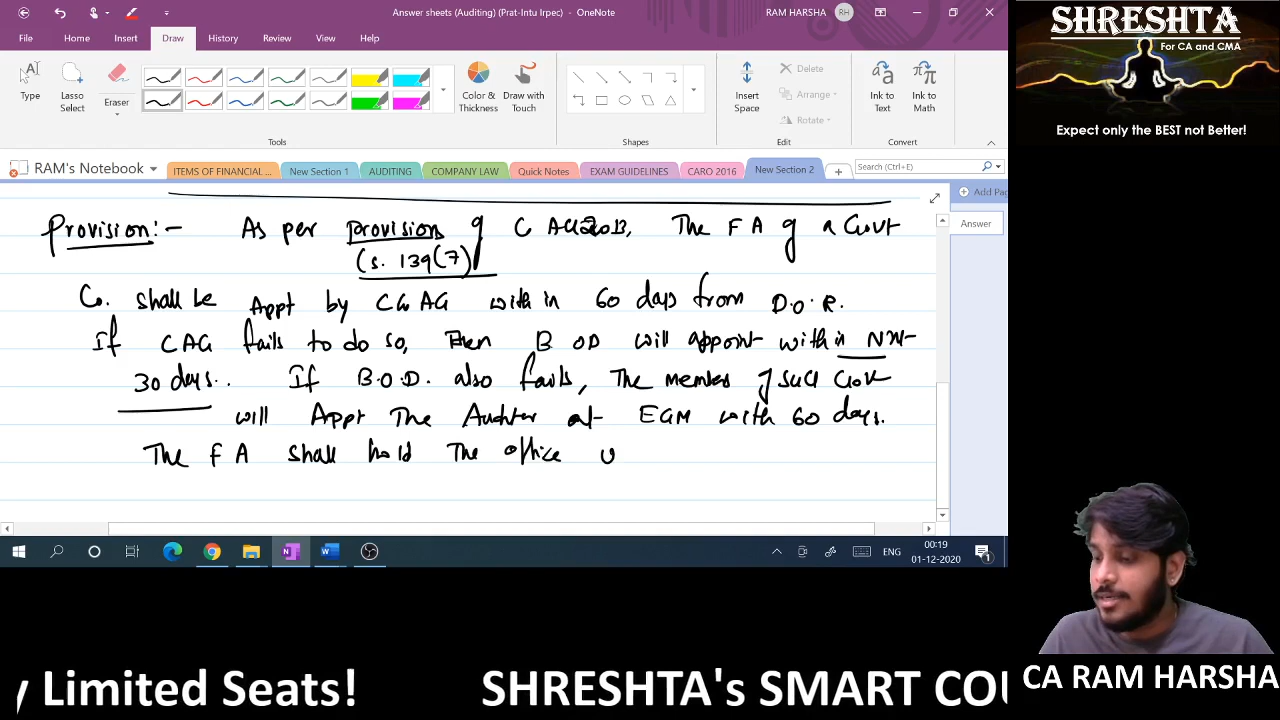 Answer sheets (Auditing) (Prat-Intu Irpec) - OneNote
RAM HARSHA
RH
File Home Insert Draw History Review View Help
Type
Lasso Select
Eraser
Color & Thickness
Draw with Touch
Insert Space
Delete
Arrange
Rotate
Ink to Text
Ink to Math
Tools
Shapes
Edit
Convert
RAM's Notebook
ITEMS OF FINANCIAL ...
New Section 1
AUDITING
COMPANY LAW
Quick Notes
EXAM GUIDELINES
CARO 2016
New Section 2
Search (Ctrl+E)
Add Pag
Answer
Provision:- As per provision of C Act 2013, The F A of a Govt
(s. 139(7)
Co. shall be Appt by C&AG with in 60 days from D.O.R.
If CAG fails to do so, Then B OD will appoint within Nxt
30 days.. If B.O.D. also fails, The member of such Gov
will Appt The Auditor at EGM with 60 days.
The F A shall hold The office u
ENG
00:19
01-12-2020
1
SHRESHTA
For CA and CMA
Expect only the BEST not Better!
y Limited Seats! SHRESHTA's SMART COU
CA RAM HARSHA